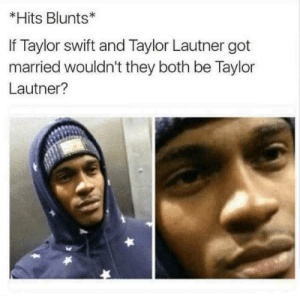 *Hits Blunts*
If Taylor swift and Taylor Lautner got
married wouldn't they both be Taylor
Lautner?